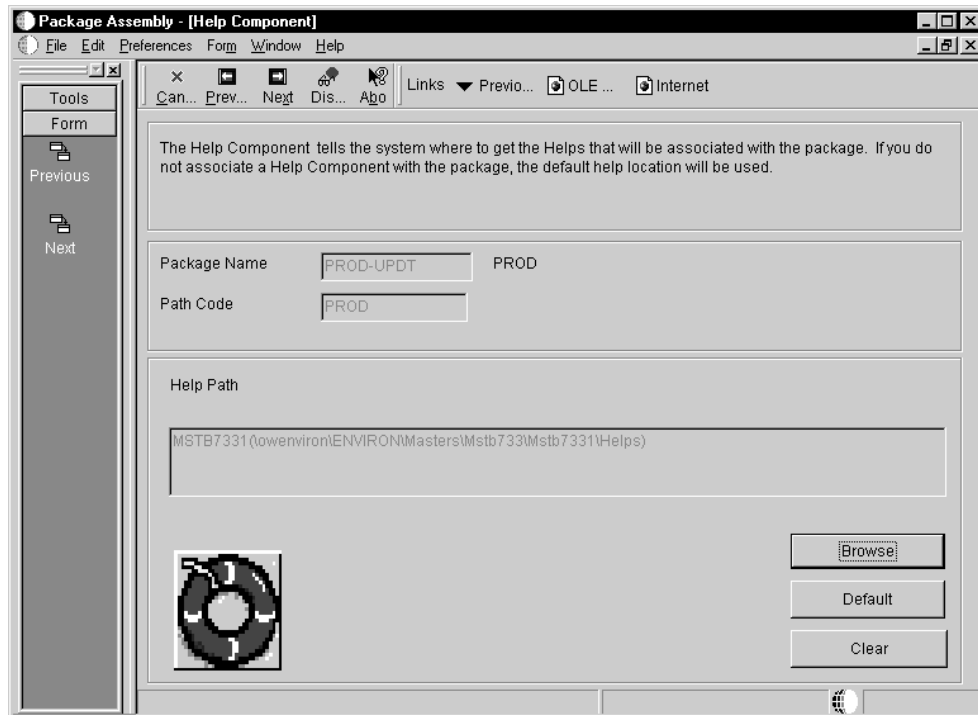 Package Assembly - [Help Component]
File Edit Preferences Form Window Help
Tools
Form
Previous
Next
Can... Prev... Next Dis... Abo Links Previo... OLE ... Internet
The Help Component tells the system where to get the Helps that will be associated with the package. If you do
not associate a Help Component with the package, the default help location will be used.
Package Name PROD-UPDT PROD
Path Code PROD
Help Path
MSTB7331(\owenviron\ENVIRON\Masters\Mstb733\Mstb7331\Helps)
Browse
Default
Clear